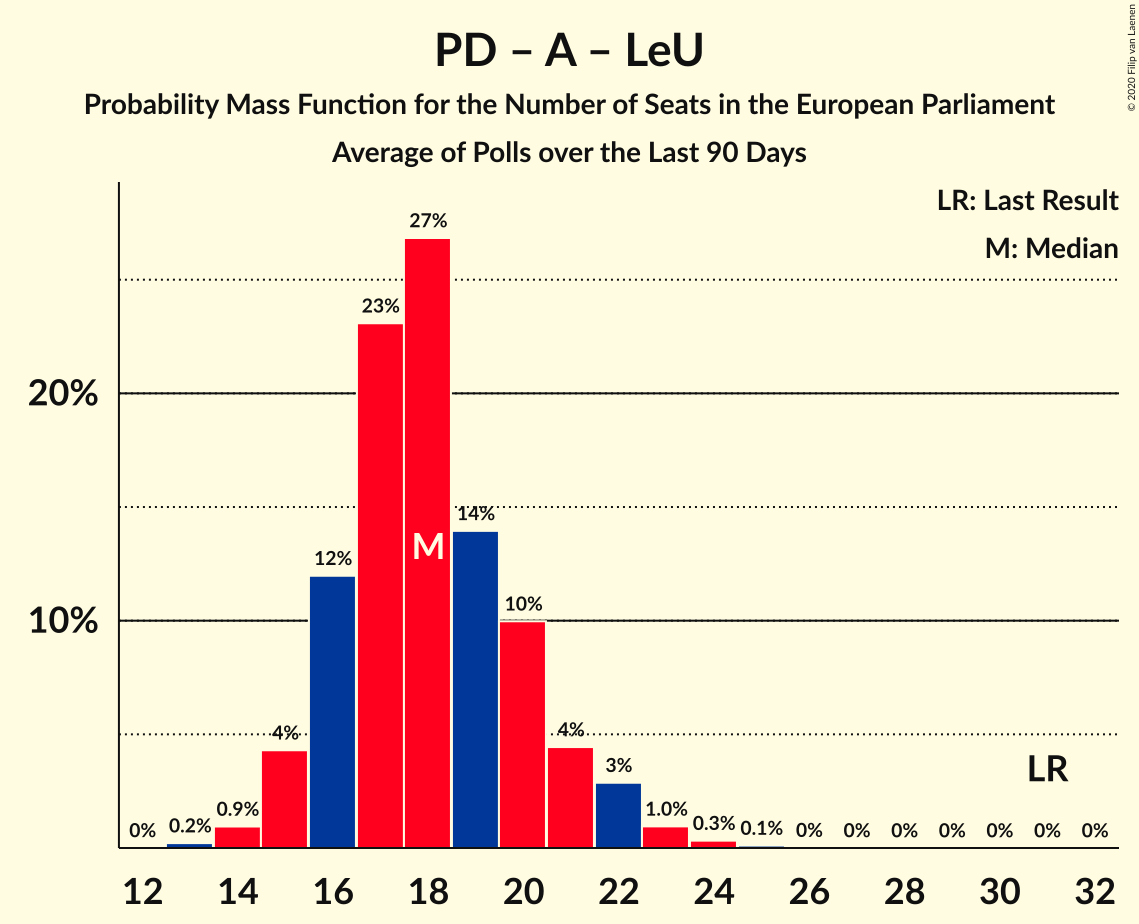 PD – A – LeU
Probability Mass Function for the Number of Seats in the European Parliament
Average of Polls over the Last 90 Days
© 2020 Filip van Laenen
LR: Last Result
M: Median
20%
10%
0%
0.2%
0.9%
4%
12%
23%
27%
14%
10%
4%
3%
1.0%
0.3%
0.1%
0%
0%
0%
0%
0%
0%
0%
M
LR
12 14 16 18 20 22 24 26 28 30 32